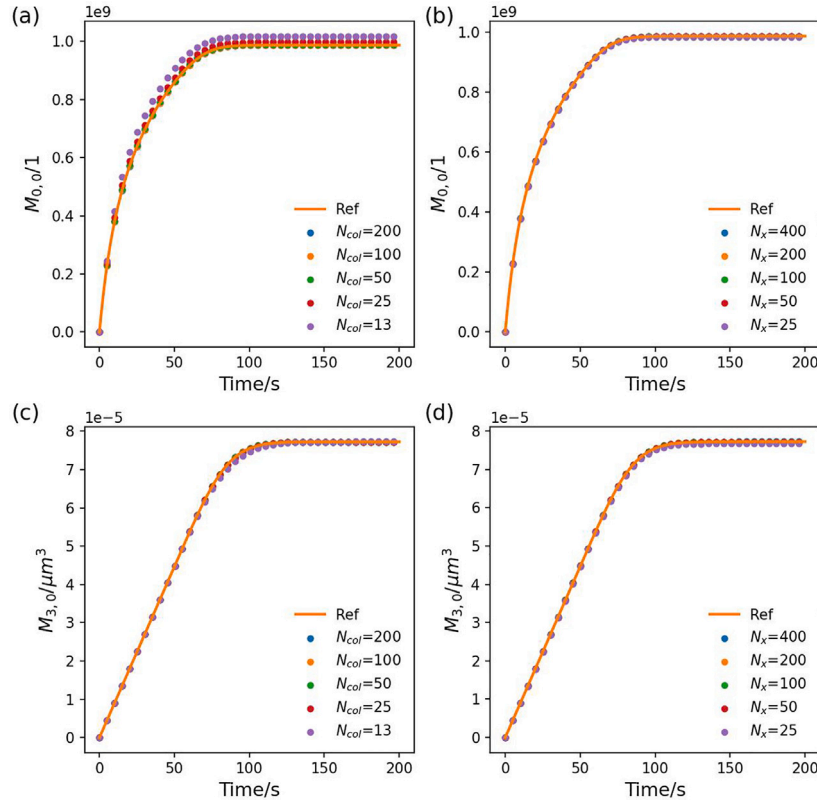 (a)
1e9
1.0
0.8
0.6
0.4
0.2
0.0
M0, 0/1
0 50 100 150 200
Time/s
Ref
Ncol=200
Ncol=100
Ncol=50
Ncol=25
Ncol=13
(b)
1e9
1.0
0.8
0.6
0.4
0.2
0.0
M0, 0/1
0 50 100 150 200
Time/s
Ref
Nx=400
Nx=200
Nx=100
Nx=50
Nx=25
(c)
1e−5
8
7
6
5
4
3
2
1
0
M3, 0/μm³
0 50 100 150 200
Time/s
Ref
Ncol=200
Ncol=100
Ncol=50
Ncol=25
Ncol=13
(d)
1e−5
8
7
6
5
4
3
2
1
0
M3, 0/μm³
0 50 100 150 200
Time/s
Ref
Nx=400
Nx=200
Nx=100
Nx=50
Nx=25